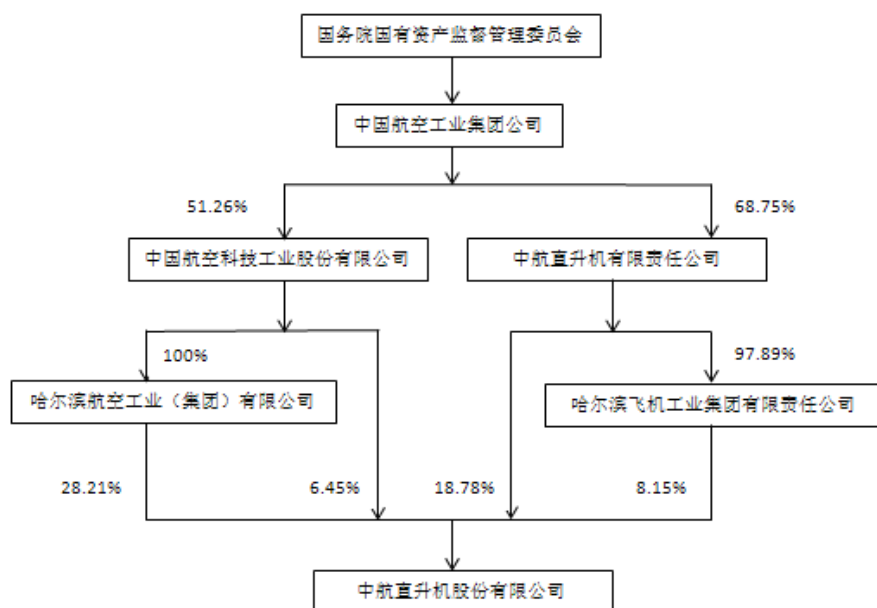 国务院国有资产监督管理委员会
中国航空工业集团公司
51.26%
68.75%
中国航空科技工业股份有限公司
中航直升机有限责任公司
100%
97.89%
哈尔滨航空工业（集团）有限公司
哈尔滨飞机工业集团有限责任公司
28.21%
6.45%
18.78%
8.15%
中航直升机股份有限公司